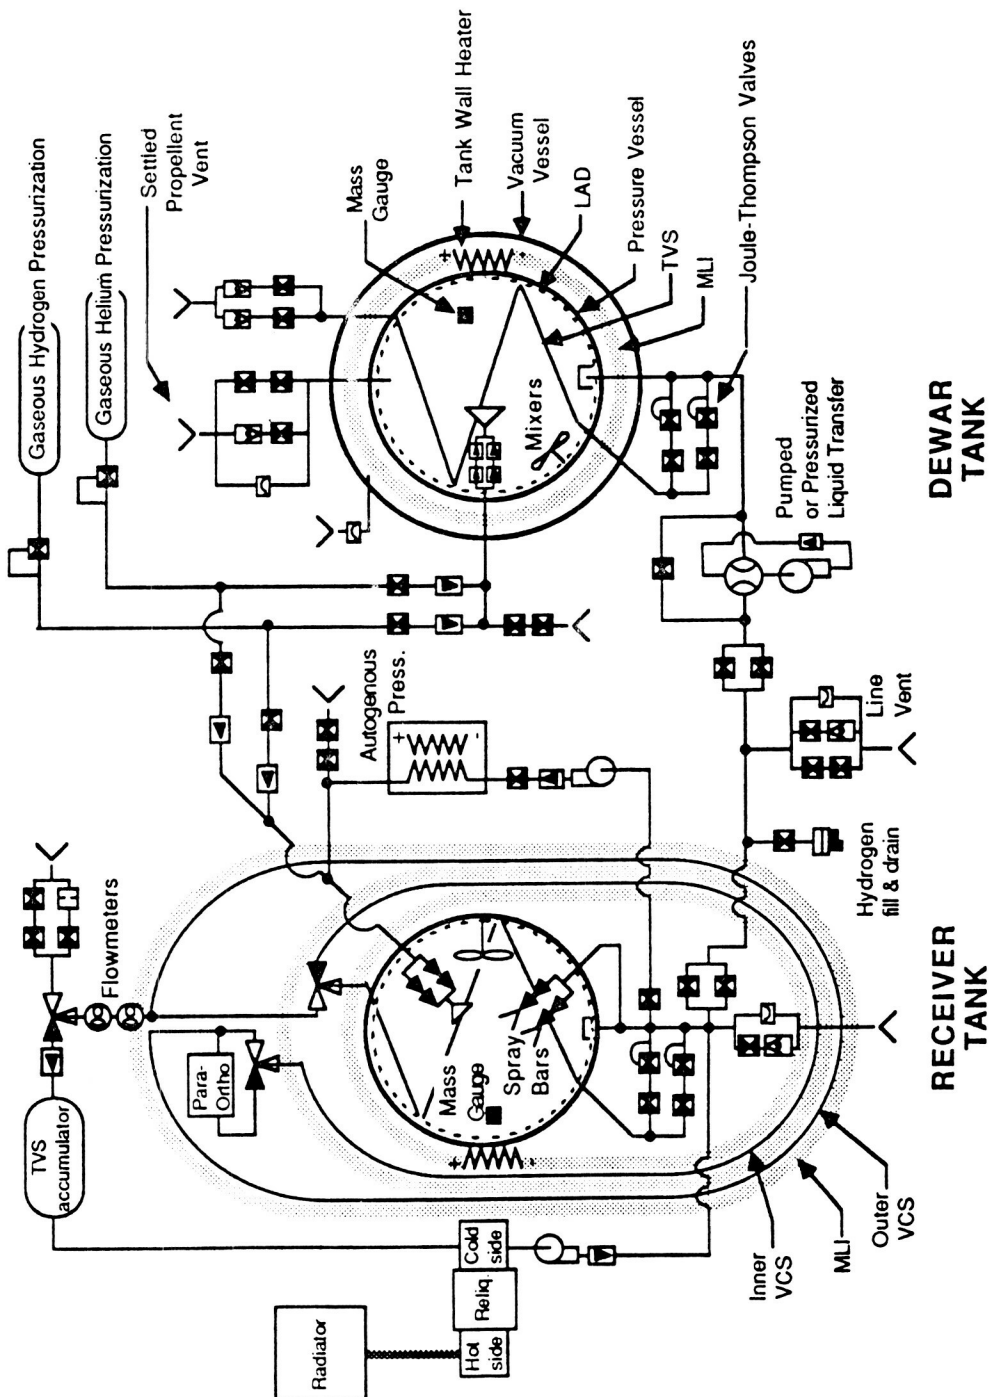 Gaseous Hydrogen Pressurization
Gaseous Helium Pressurization
Settled
Propellent
Vent
Mass
Gauge
Tank Wall Heater
Vacuum
Vessel
LAD
Pressure Vessel
TVS
MLI
Joule-Thompson Valves
Mixers
+
-
Pumped
or Pressurized
Liquid Transfer
DEWAR
TANK
Autogenous
Press.
+
-
Line
Vent
Hydrogen
fill & drain
Flowmeters
TVS
accumulator
Para-
Ortho
Mass
Gauge
Spray
Bars
+
-
RECEIVER
TANK
Radiator
Hot
side
Reliq.
Cold
side
Inner
VCS
MLI
Outer
VCS